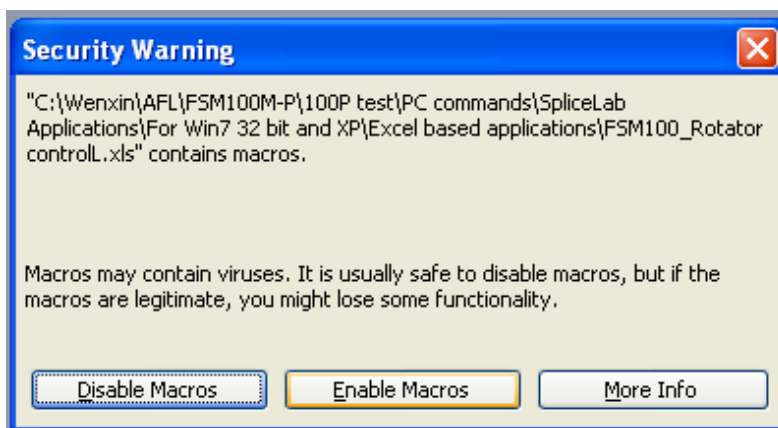 Security Warning
"C:\Wenxin\AFL\FSM100M-P\100P test\PC commands\SpliceLab
Applications\For Win7 32 bit and XP\Excel based applications\FSM100_Rotator
controlL.xls" contains macros.
Macros may contain viruses. It is usually safe to disable macros, but if the
macros are legitimate, you might lose some functionality.
Disable Macros
Enable Macros
More Info